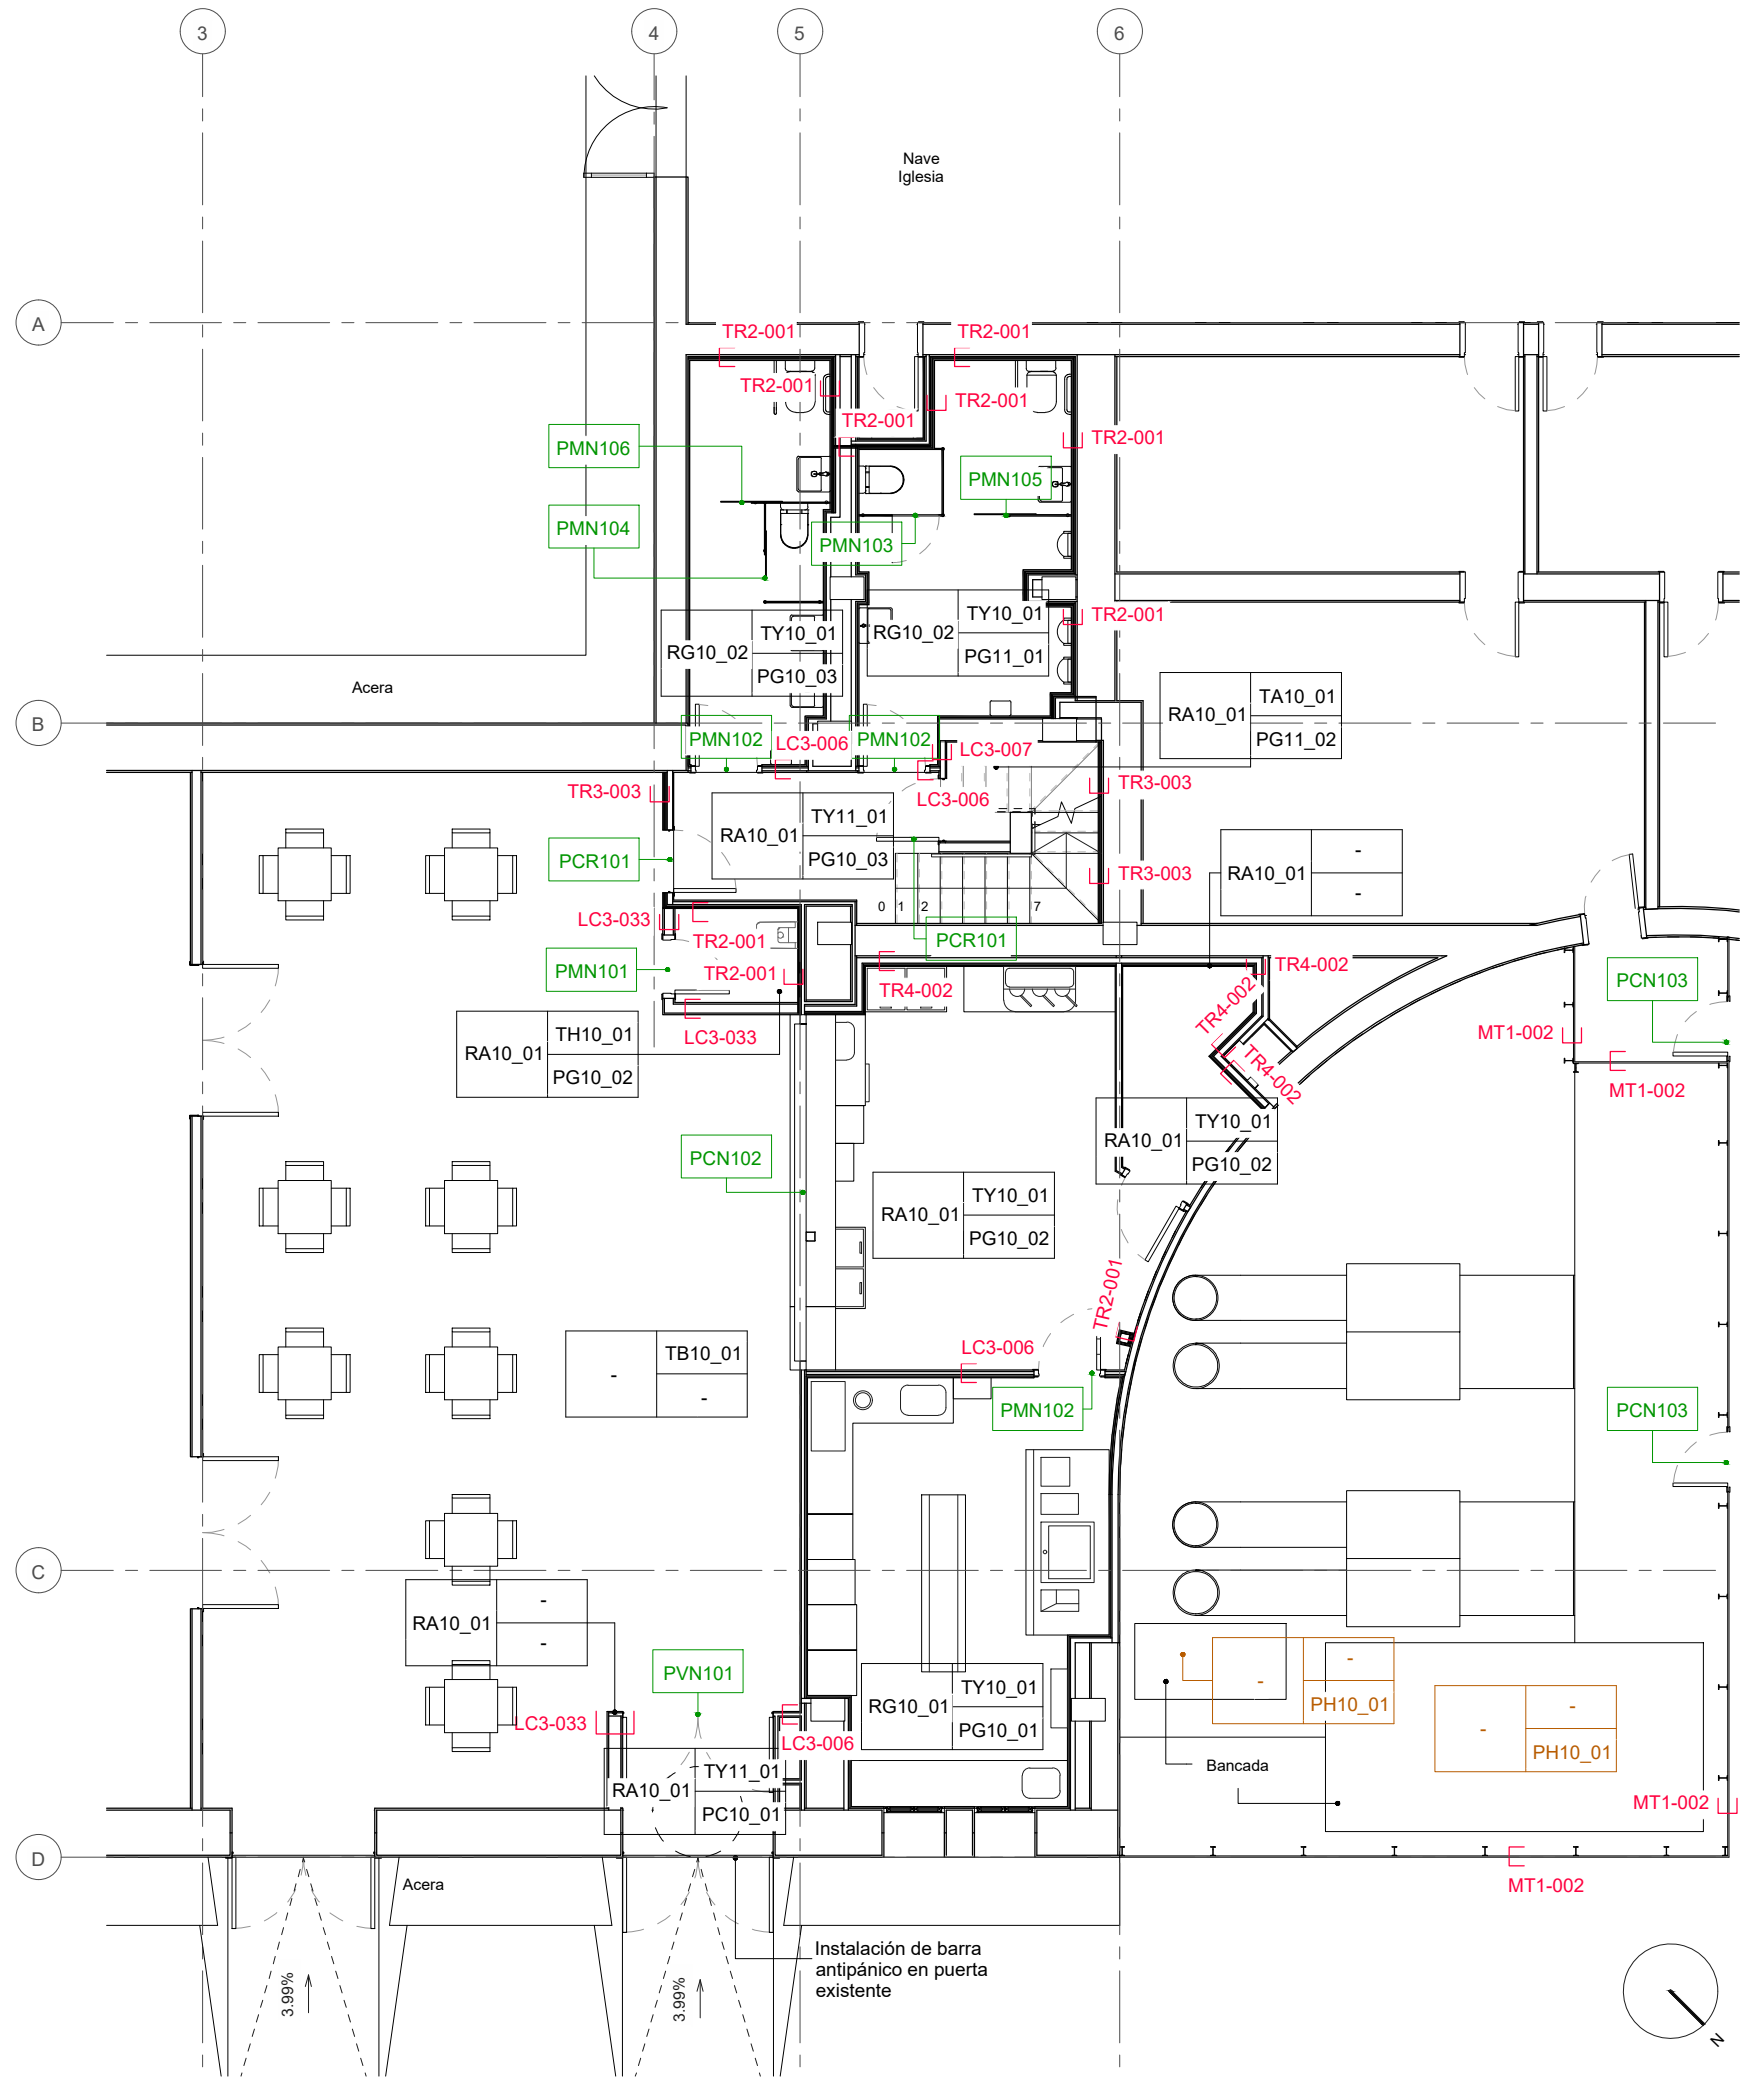 3
4
5
6
Nave
Iglesia
A
TR2-001
TR2-001
TR2-001
TR2-001
TR2-001
TR2-001
PMN106
PMN105
PMN104
PMN103
TR2-001
RG10_02
TY10_01
PG10_03
RG10_02
TY10_01
PG11_01
Acera
RA10_01
TA10_01
PG11_02
B
PMN102
LC3-006
PMN102
LC3-007
TR3-003
LC3-006
TR3-003
RA10_01
TY11_01
PG10_03
PCR101
RA10_01
-
-
TR3-003
0
1
2
7
LC3-033
TR2-001
PCR101
PMN101
TR2-001
TR4-002
TR4-002
TR4-002
PCN103
LC3-033
MT1-002
RA10_01
TH10_01
PG10_02
TR4-002
MT1-002
RA10_01
TY10_01
PG10_02
PCN102
RA10_01
TY10_01
PG10_02
TR2-001
LC3-006
-
TB10_01
-
PMN102
PCN103
C
RA10_01
-
-
PVN101
-
-
PH10_01
RG10_01
TY10_01
PG10_01
-
-
PH10_01
LC3-033
LC3-006
Bancada
RA10_01
TY11_01
PC10_01
MT1-002
D
Acera
MT1-002
Instalación de barra
antipánico en puerta
existente
3.99%
3.99%
N